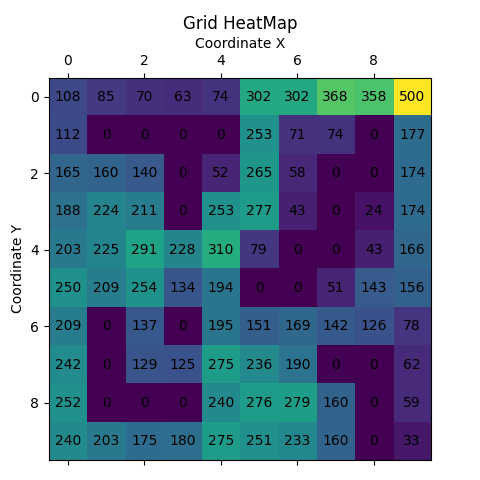 Grid HeatMap
Coordinate X
0 2 4 6 8
0 108 85 70 63 74 302 302 368 358 500
112 0 0 0 0 253 71 74 0 177
2 165 160 140 0 52 265 58 0 0 174
188 224 211 0 253 277 43 0 24 174
4 203 225 291 228 310 79 0 0 43 166
250 209 254 134 194 0 0 51 143 156
6 209 0 137 0 195 151 169 142 126 78
242 0 129 125 275 236 190 0 0 62
8 252 0 0 0 240 276 279 160 0 59
240 203 175 180 275 251 233 160 0 33
Coordinate Y